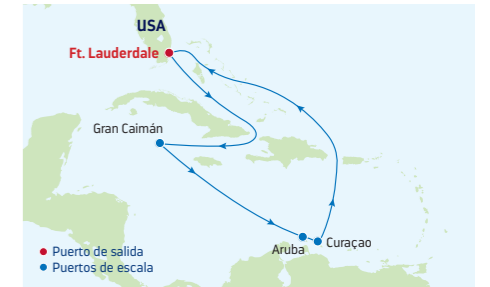 USA
Ft. Lauderdale
Gran Caimán
Aruba
Curaçao
Puerto de salida
Puertos de escala